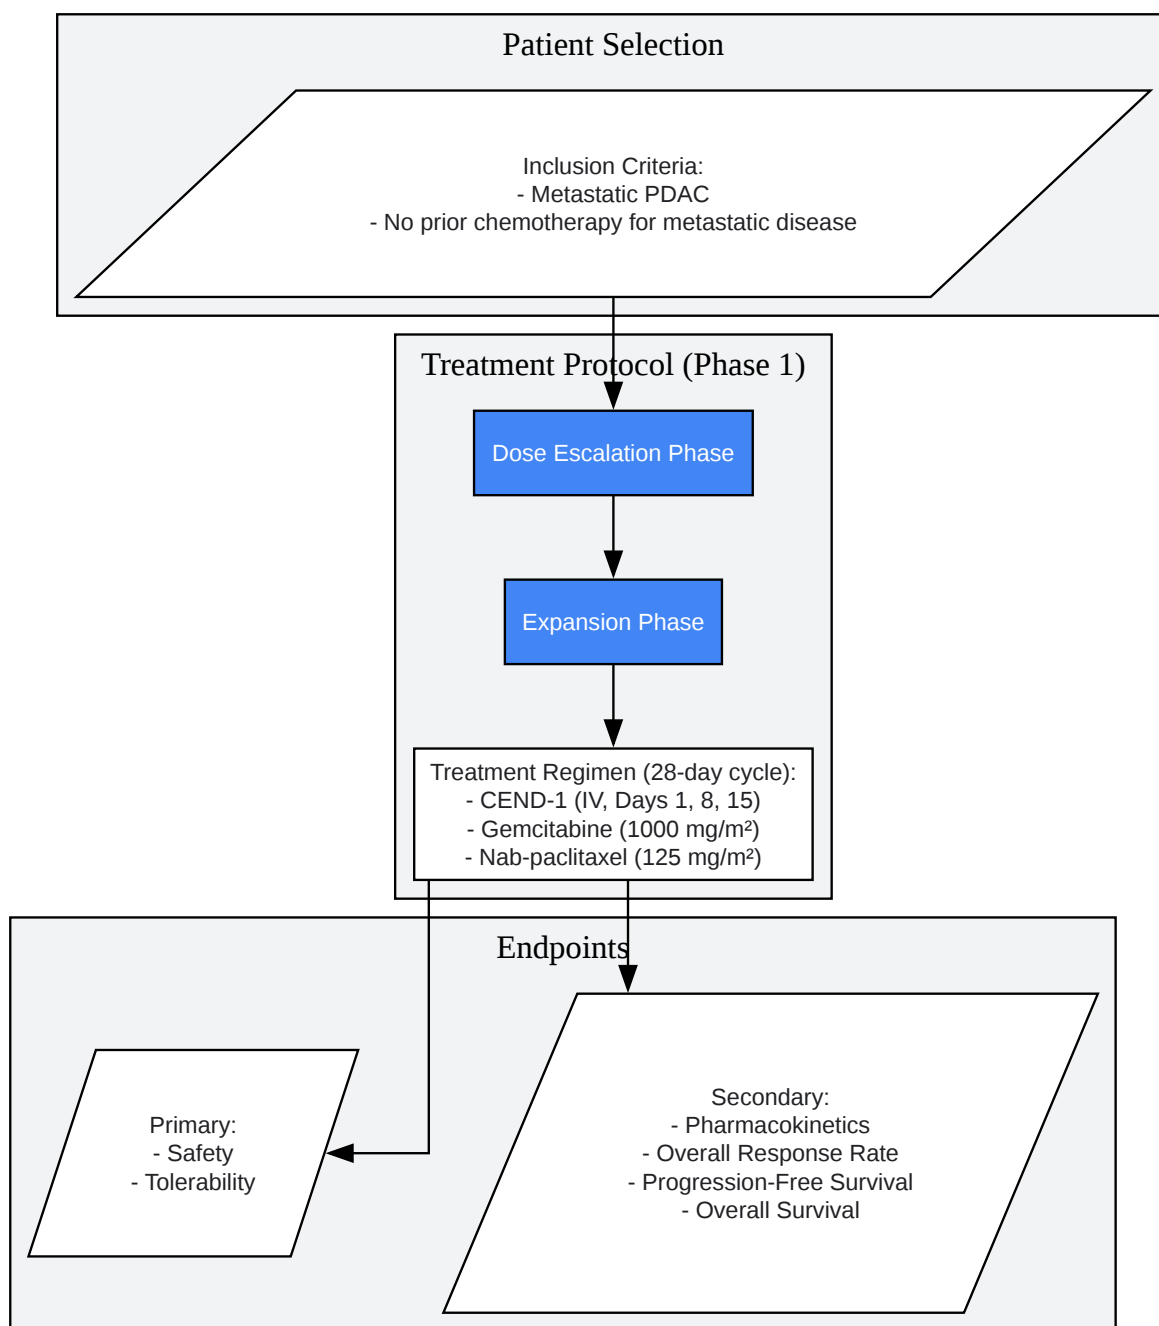 Patient Selection
Inclusion Criteria:
- Metastatic PDAC
- No prior chemotherapy for metastatic disease
Treatment Protocol (Phase 1)
Dose Escalation Phase
Expansion Phase
Treatment Regimen (28-day cycle):
- CEND-1 (IV, Days 1, 8, 15)
- Gemcitabine (1000 mg/m²)
- Nab-paclitaxel (125 mg/m²)
Endpoints
Primary:
- Safety
- Tolerability
Secondary:
- Pharmacokinetics
- Overall Response Rate
- Progression-Free Survival
- Overall Survival